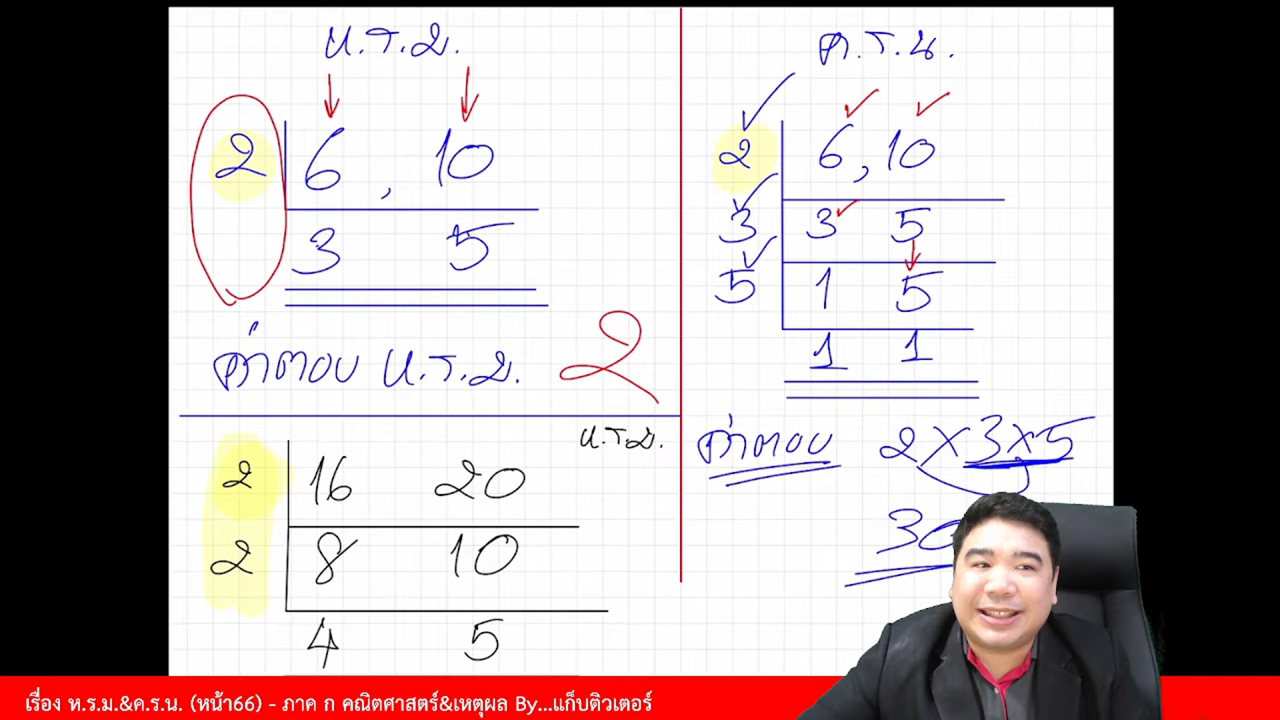 ห.ร.ม.
2 6 , 10
3 5
คำตอบ ห.ร.ม. 2
ห.ร.ม.
2 16 20
2 8 10
4 5
ค.ร.น.
2 6, 10
3 3 5
5 1 5
1 1
คำตอบ 2×3×5
30
เรื่อง ห.ร.ม.&ค.ร.น. (หน้า66) - ภาค ก คณิตศาสตร์&เหตุผล By...แก็บติวเตอร์